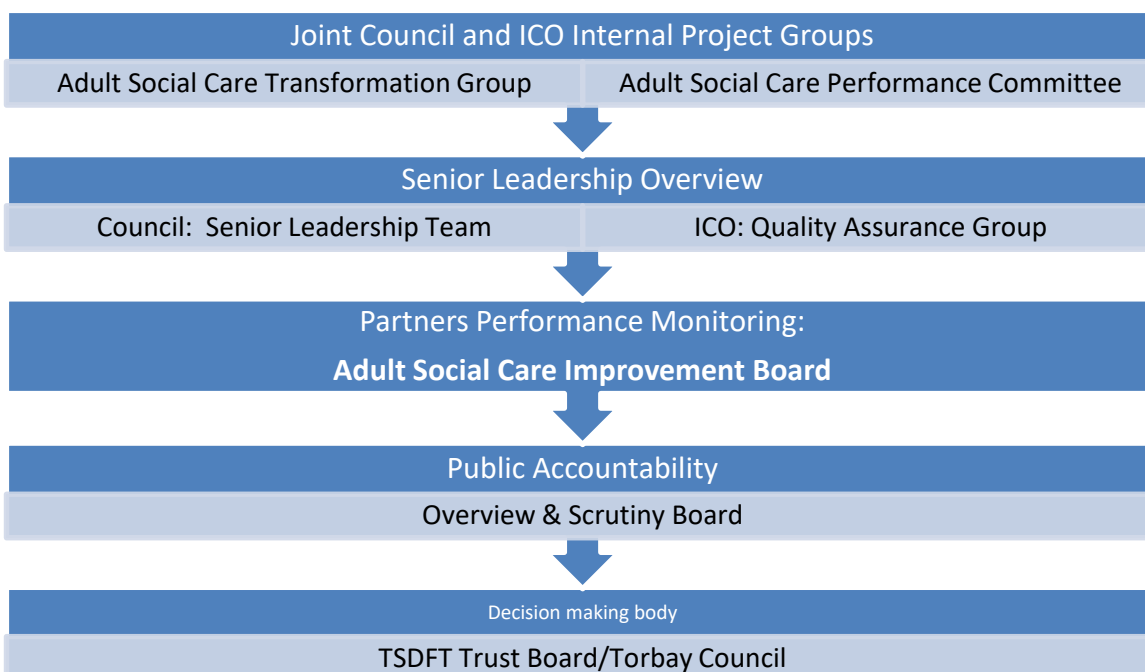 Joint Council and ICO Internal Project Groups
Adult Social Care Transformation Group
Adult Social Care Performance Committee
Senior Leadership Overview
Council: Senior Leadership Team
ICO: Quality Assurance Group
Partners Performance Monitoring:
Adult Social Care Improvement Board
Public Accountability
Overview & Scrutiny Board
Decision making body
TSDFT Trust Board/Torbay Council